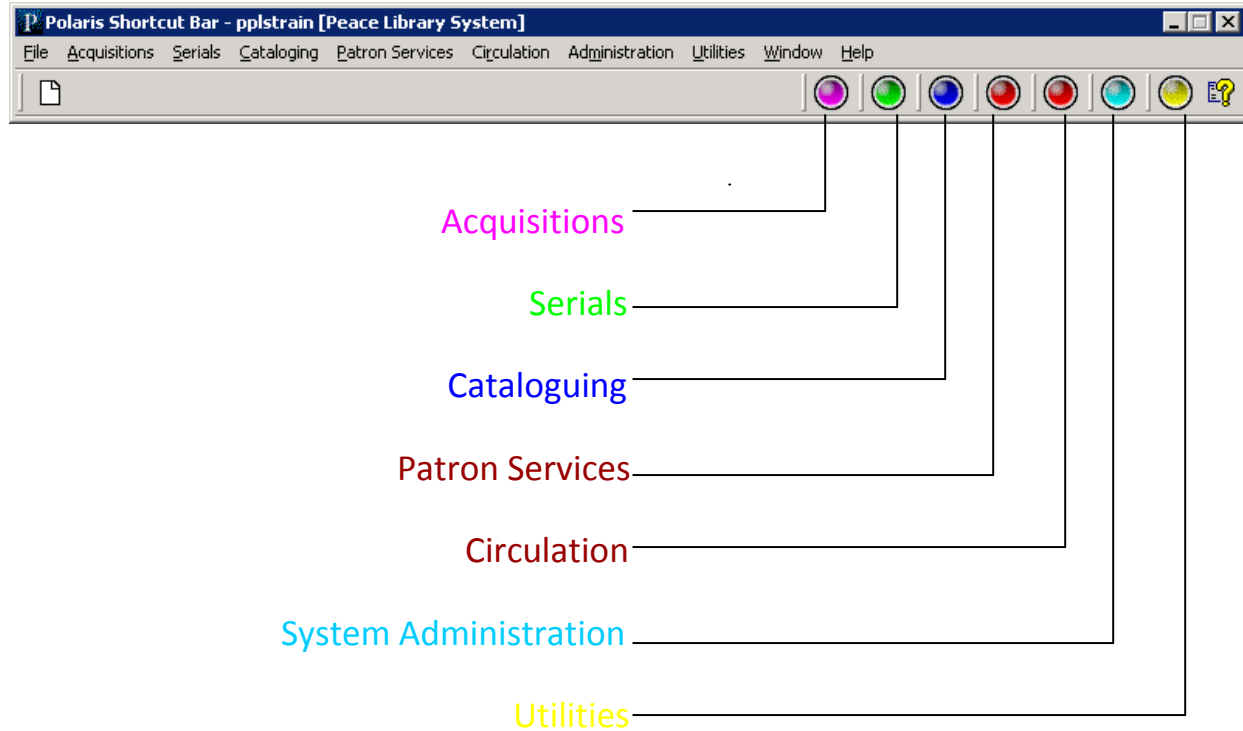 Polaris Shortcut Bar - pplstrain [Peace Library System]
File Acquisitions Serials Cataloging Patron Services Circulation Administration Utilities Window Help
Acquisitions
Serials
Cataloguing
Patron Services
Circulation
System Administration
Utilities